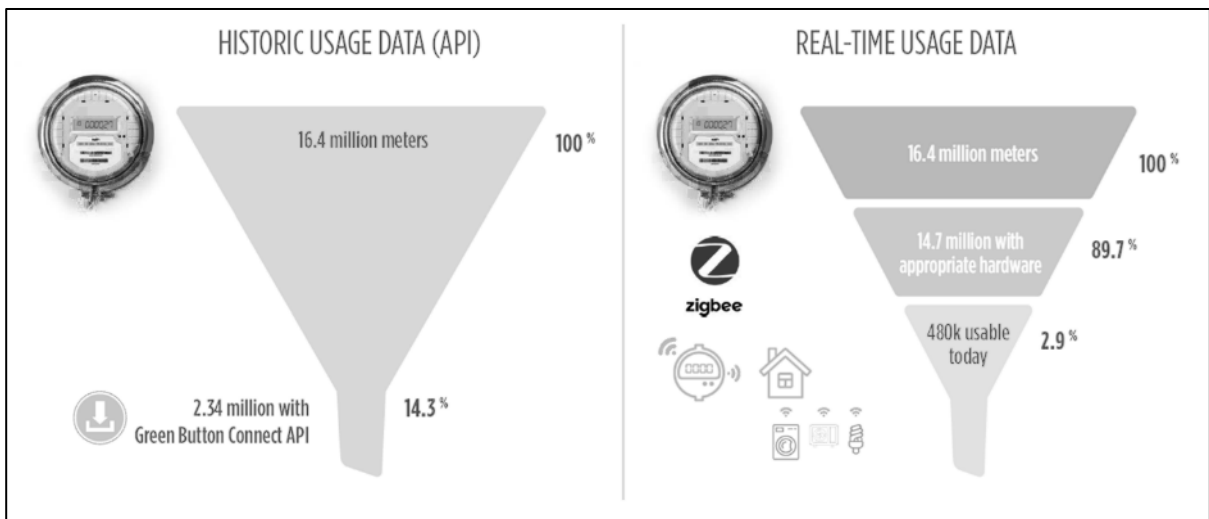 HISTORIC USAGE DATA (API)
16.4 million meters
100 %
2.34 million with
Green Button Connect API
14.3 %
REAL-TIME USAGE DATA
16.4 million meters
100 %
14.7 million with
appropriate hardware
89.7 %
zigbee
480k usable
today
2.9 %